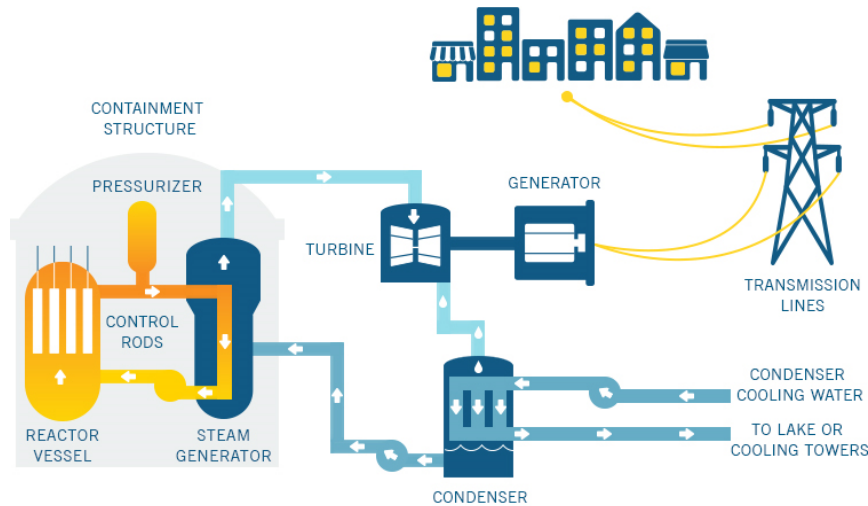 CONTAINMENT
STRUCTURE
PRESSURIZER
GENERATOR
TURBINE
TRANSMISSION
LINES
CONTROL
RODS
CONDENSER
COOLING WATER
TO LAKE OR
COOLING TOWERS
REACTOR
VESSEL
STEAM
GENERATOR
CONDENSER